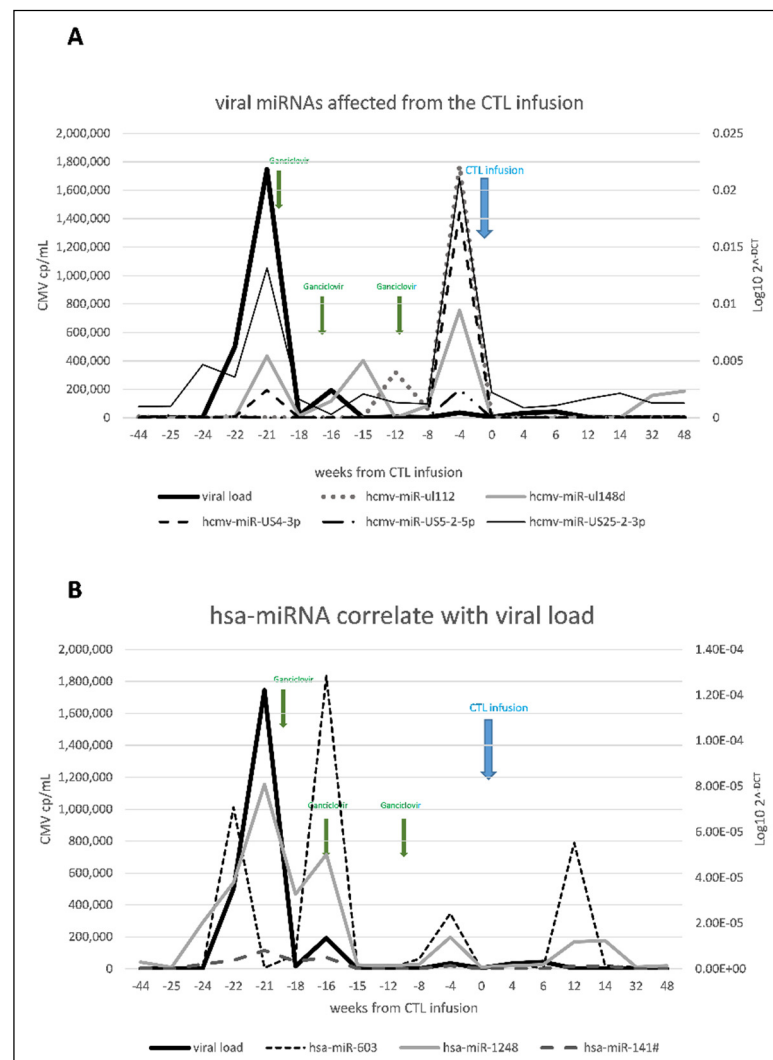 A
viral miRNAs affected from the CTL infusion
2,000,000
1,800,000
1,600,000
1,400,000
1,200,000
1,000,000
800,000
600,000
400,000
200,000
0
CMV cp/mL
Ganciclovir
Ganciclovir
Ganciclovir
CTL infusion
0.025
0.02
0.015
0.01
0.005
0
Log10 2^-DCT
-44 -25 -24 -22 -21 -18 -16 -15 -12 -8 -4 0 4 6 12 14 32 48
weeks from CTL infusion
viral load hcmv-miR-ul112 hcmv-miR-ul148d
hcmv-miR-US4-3p hcmv-miR-US5-2-5p hcmv-miR-US25-2-3p
B
hsa-miRNA correlate with viral load
2,000,000
1,800,000
1,600,000
1,400,000
1,200,000
1,000,000
800,000
600,000
400,000
200,000
0
CMV cp/mL
Ganciclovir
Ganciclovir
Ganciclovir
CTL infusion
1.40E-04
1.20E-04
1.00E-04
8.00E-05
6.00E-05
4.00E-05
2.00E-05
0.00E+00
Log10 2^-DCT
-44 -25 -24 -22 -21 -18 -16 -15 -12 -8 -4 0 4 6 12 14 32 48
weeks from CTL infusion
viral load hsa-miR-603 hsa-miR-1248 hsa-miR-141#